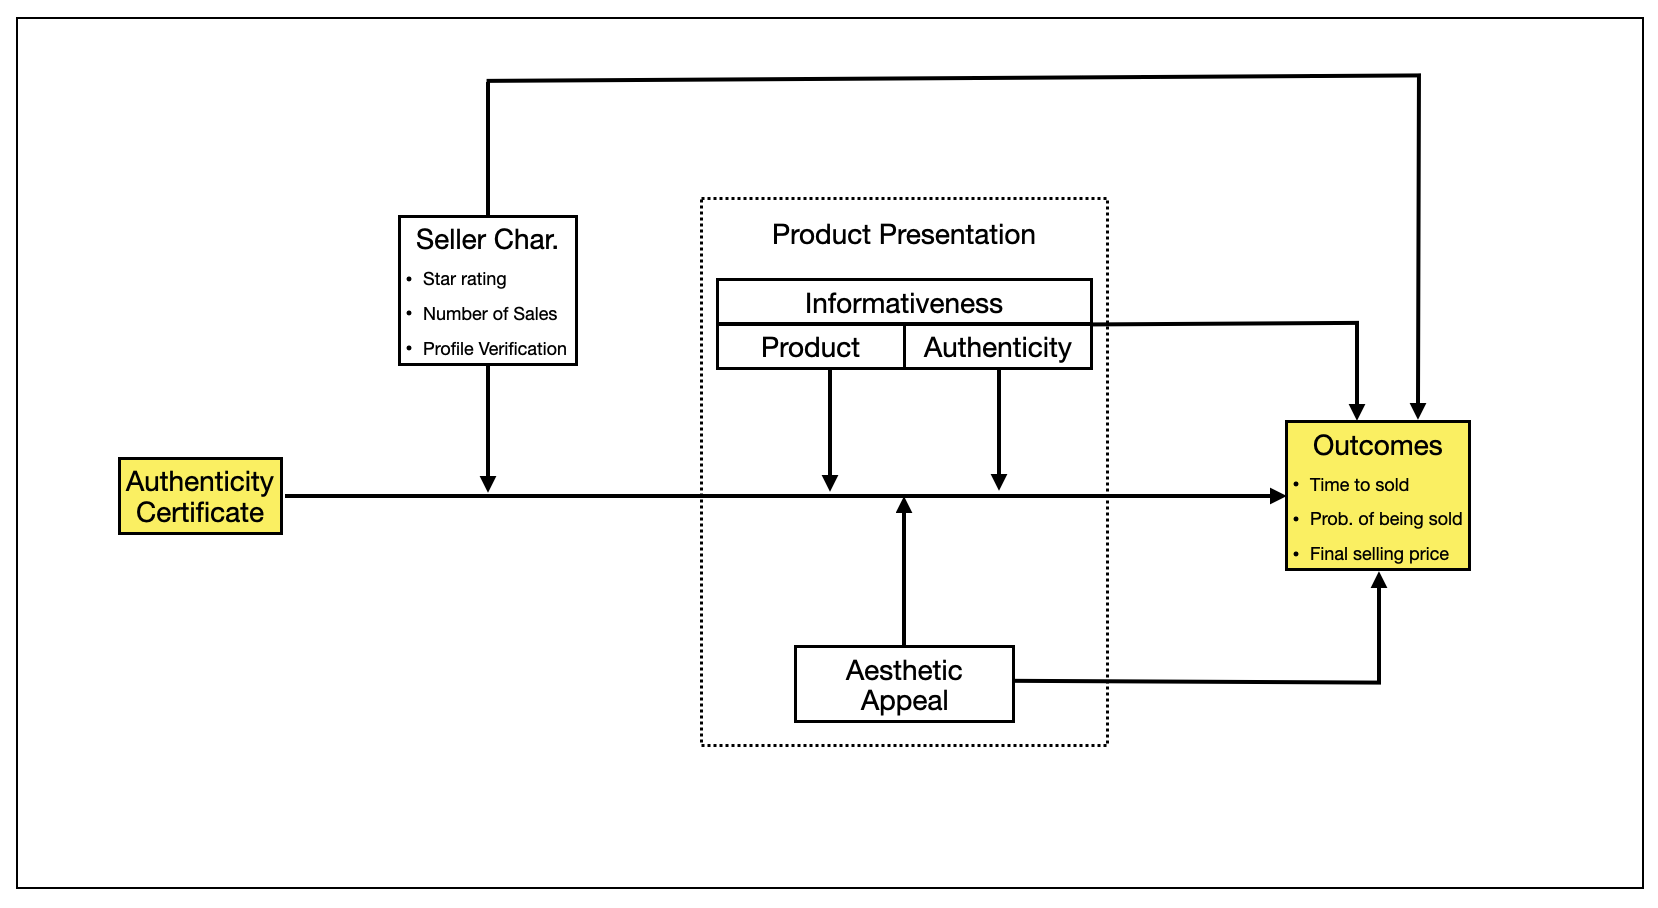 Seller Char.
• Star rating
• Number of Sales
• Profile Verification
Product Presentation
Informativeness
Product
Authenticity
Authenticity
Certificate
Outcomes
• Time to sold
• Prob. of being sold
• Final selling price
Aesthetic
Appeal